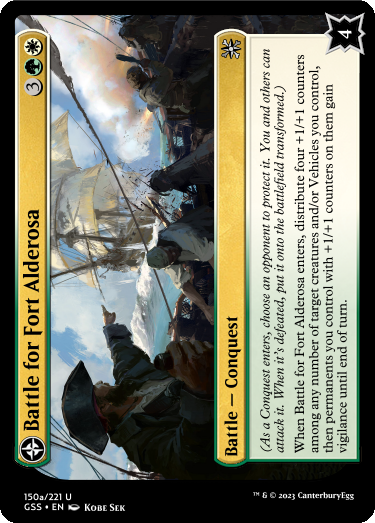 Battle for Fort Alderosa
3
Battle — Conquest
(As a Conquest enters, choose an opponent to protect it. You and others can
attack it. When it's defeated, put it onto the battlefield transformed.)
When Battle for Fort Alderosa enters, distribute four +1/+1 counters
among any number of target creatures and/or Vehicles you control,
then permanents you control with +1/+1 counters on them gain
vigilance until end of turn.
4
150a/221 U
GSS • EN Kobe Sek
™ & © 2023 CanterburyEgg